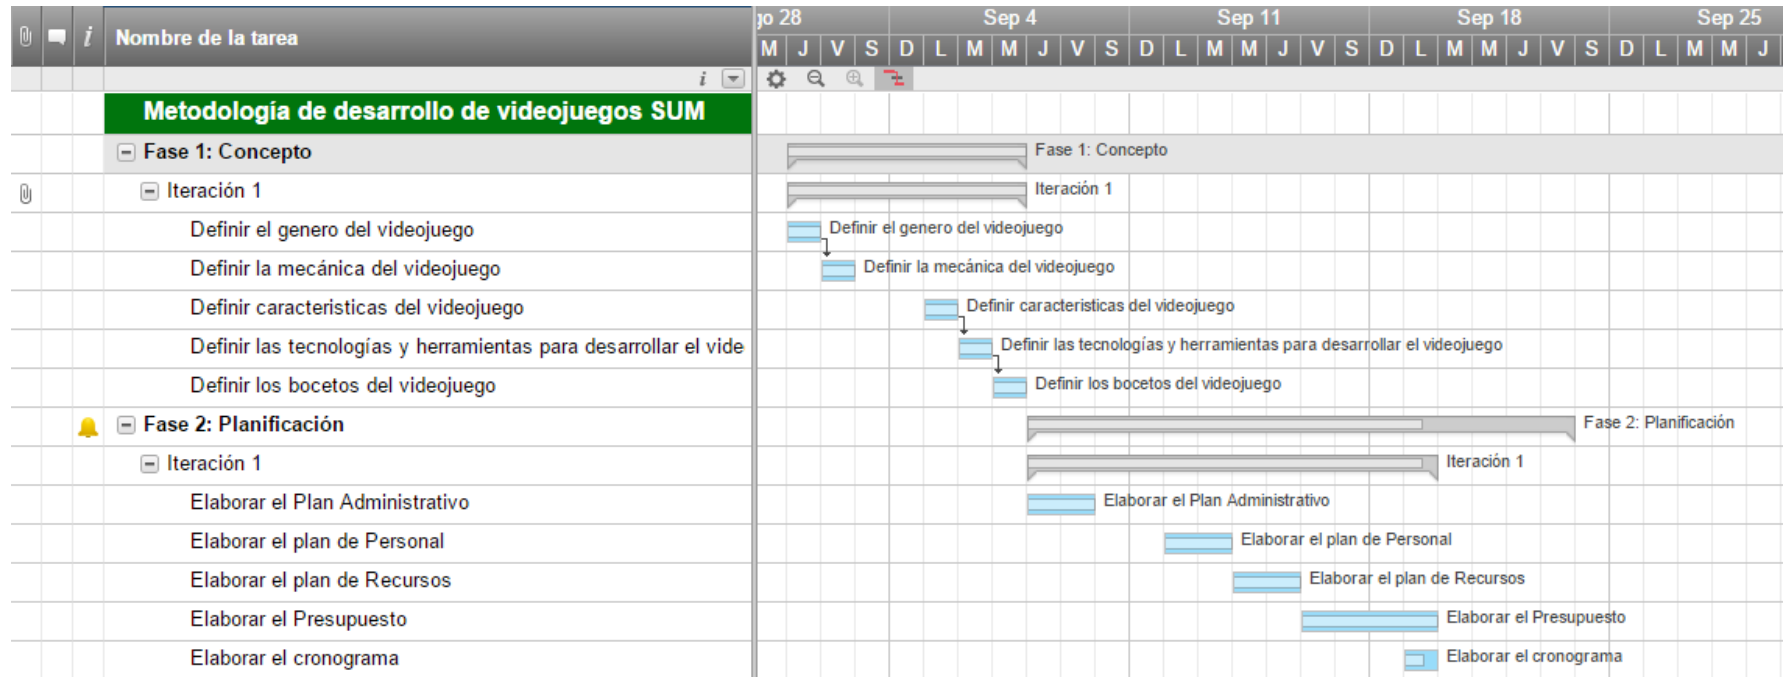 go 28 Sep 4 Sep 11 Sep 18 Sep 25
i Nombre de la tarea M J V S D L M M J V S D L M M J V S D L M M J V S D L M M J
i
Metodología de desarrollo de videojuegos SUM
Fase 1: Concepto Fase 1: Concepto
Iteración 1 Iteración 1
Definir el genero del videojuego Definir el genero del videojuego
Definir la mecánica del videojuego Definir la mecánica del videojuego
Definir caracteristicas del videojuego Definir caracteristicas del videojuego
Definir las tecnologías y herramientas para desarrollar el vide Definir las tecnologías y herramientas para desarrollar el videojuego
Definir los bocetos del videojuego Definir los bocetos del videojuego
Fase 2: Planificación Fase 2: Planificación
Iteración 1 Iteración 1
Elaborar el Plan Administrativo Elaborar el Plan Administrativo
Elaborar el plan de Personal Elaborar el plan de Personal
Elaborar el plan de Recursos Elaborar el plan de Recursos
Elaborar el Presupuesto Elaborar el Presupuesto
Elaborar el cronograma Elaborar el cronograma